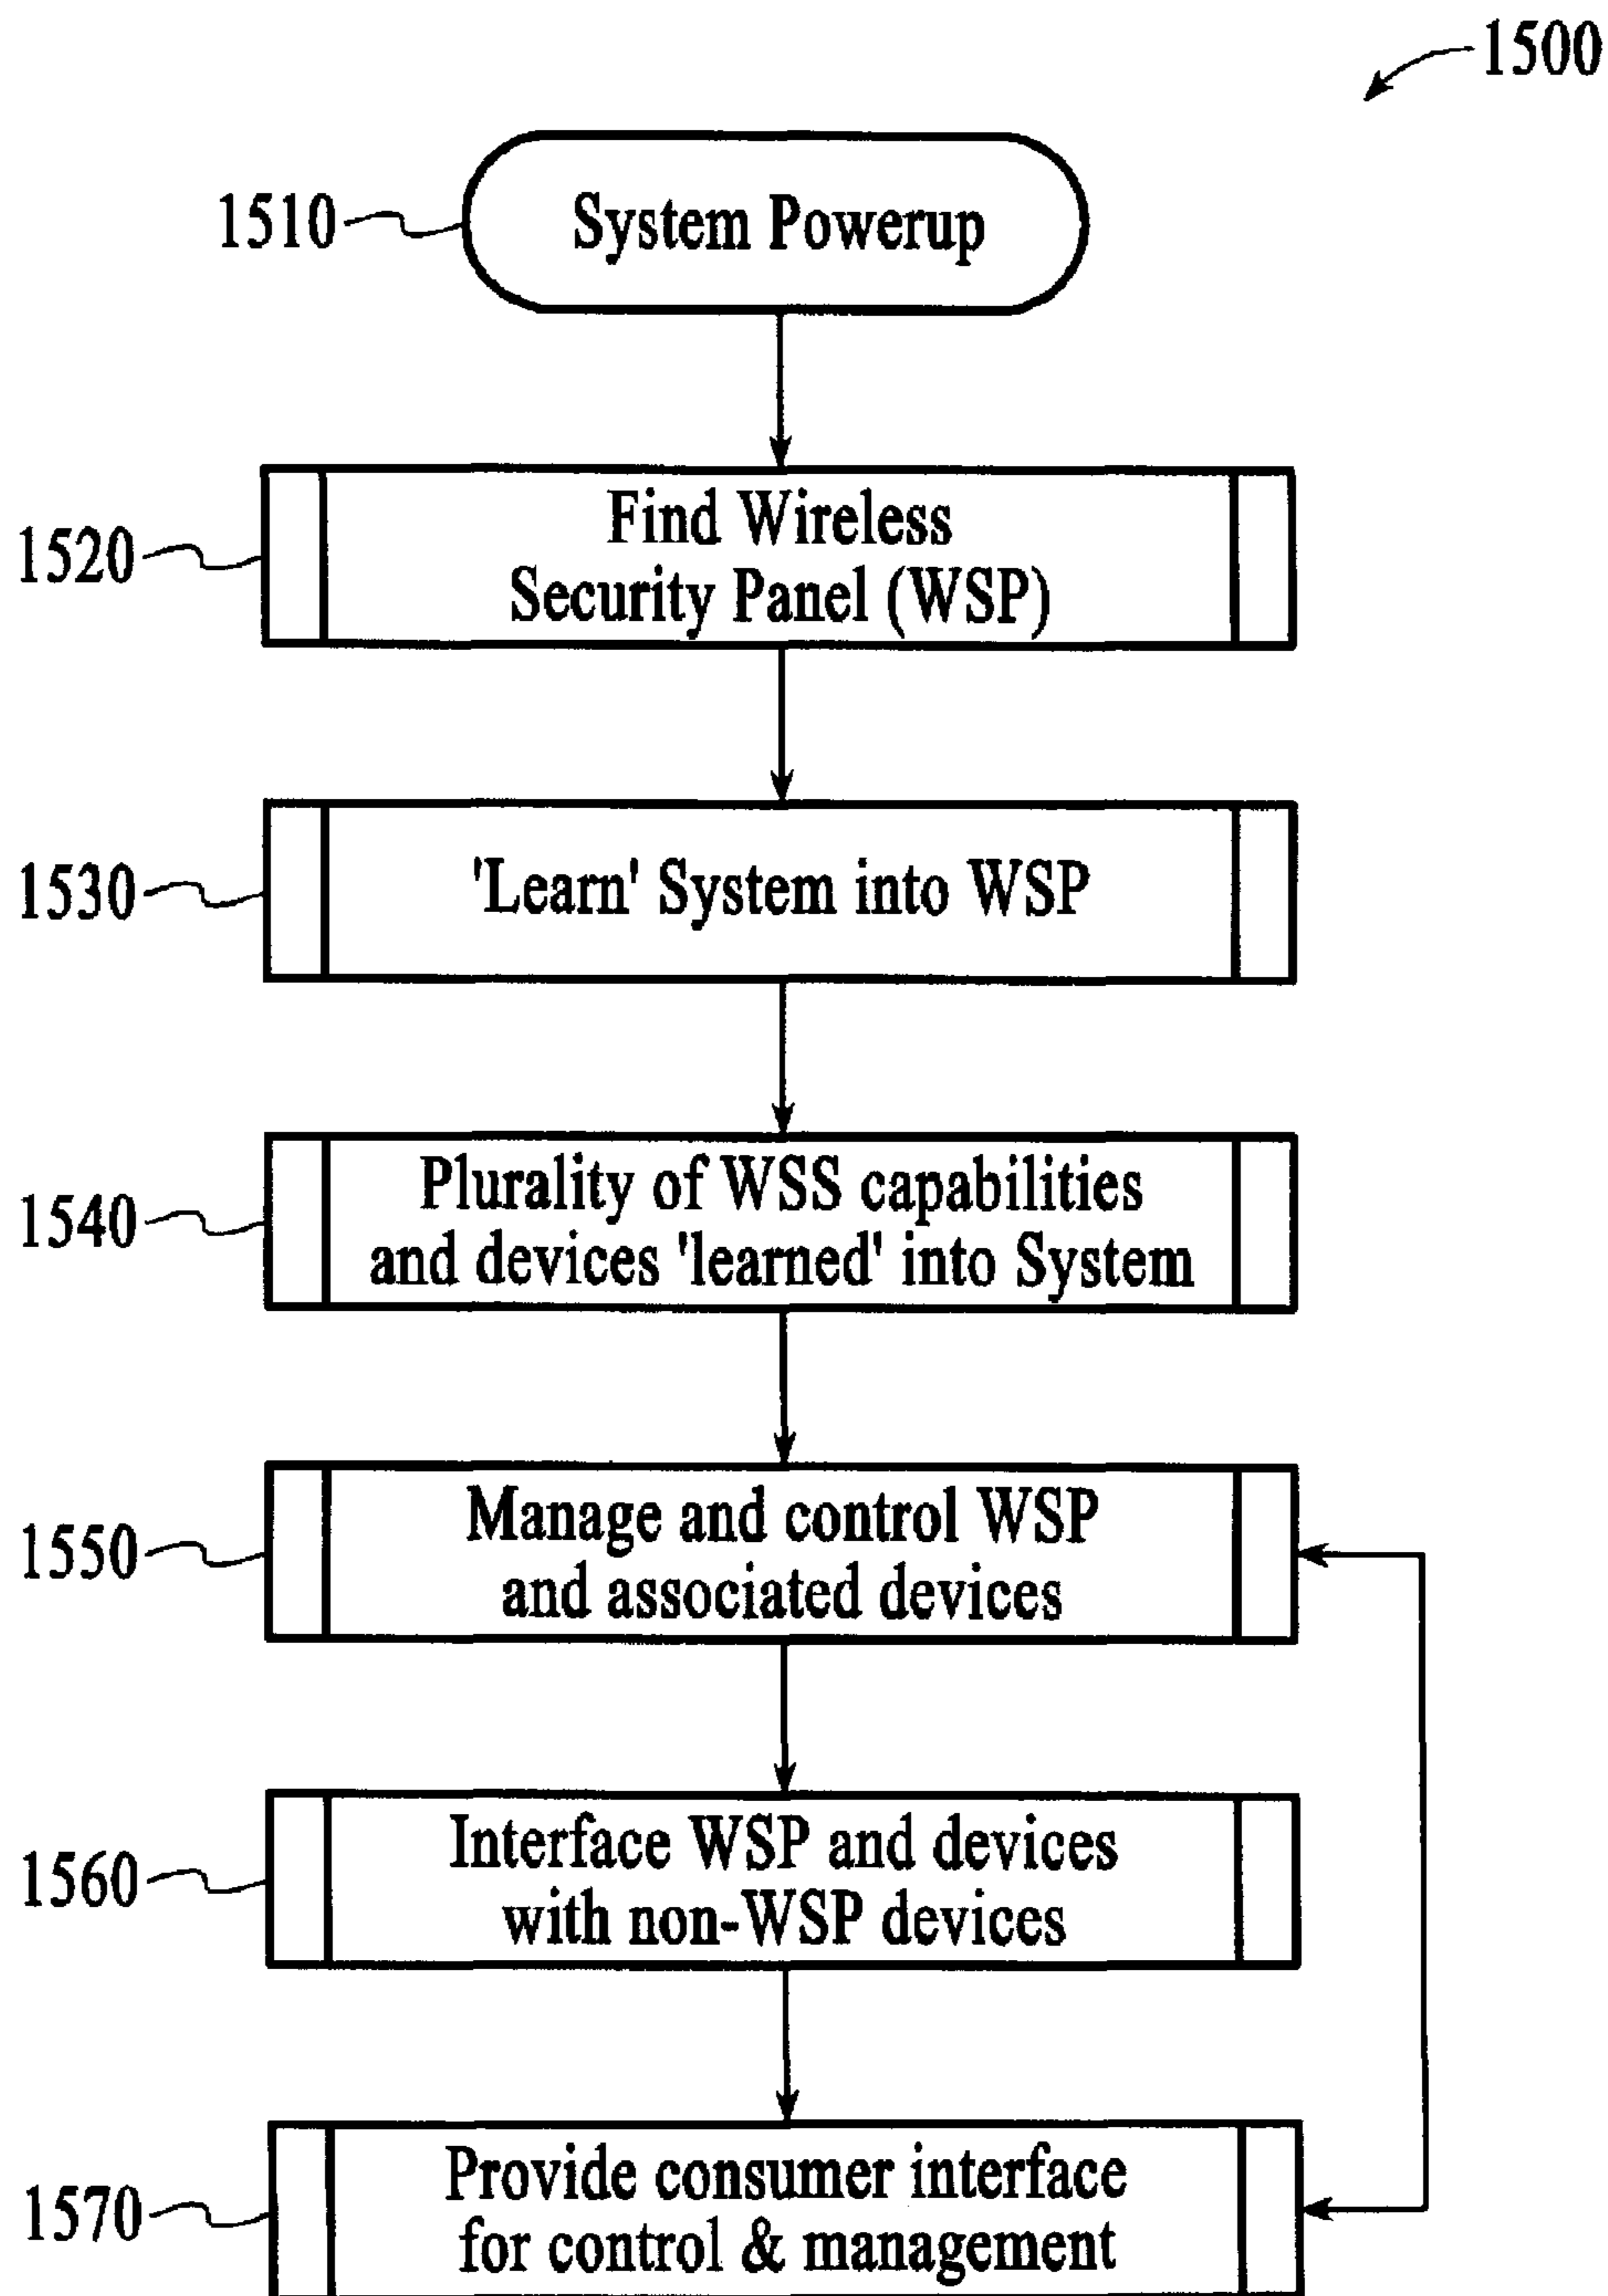 1500
1510
System Powerup
1520
Find Wireless
Security Panel (WSP)
1530
'Learn' System into WSP
1540
Plurality of WSS capabilities
and devices 'learned' into System
1550
Manage and control WSP
and associated devices
1560
Interface WSP and devices
with non-WSP devices
1570
Provide consumer interface
for control & management